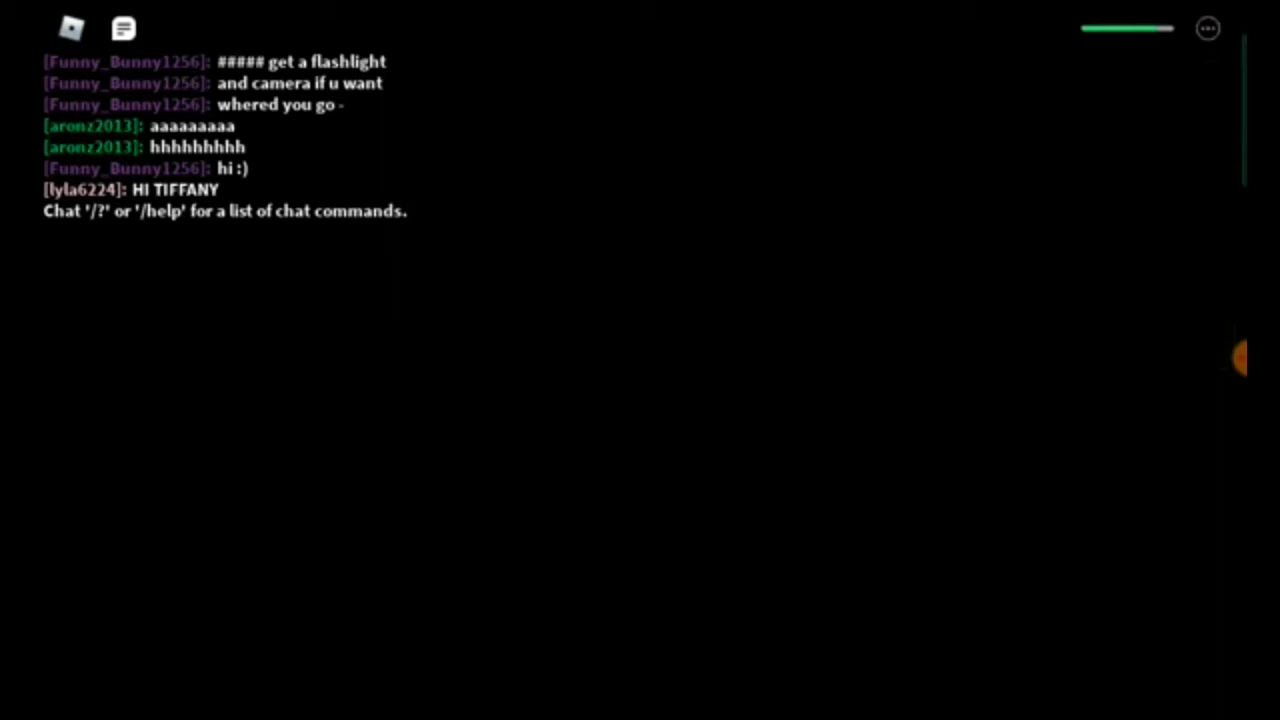 [Funny_Bunny1256]: ##### get a flashlight
[Funny_Bunny1256]: and camera if u want
[Funny_Bunny1256]: whered you go -
[aronz2013]: aaaaaaaaa
[aronz2013]: hhhhhhhhhh
[Funny_Bunny1256]: hi :)
[lyla6224]: HI TIFFANY
Chat '/?' or '/help' for a list of chat commands.